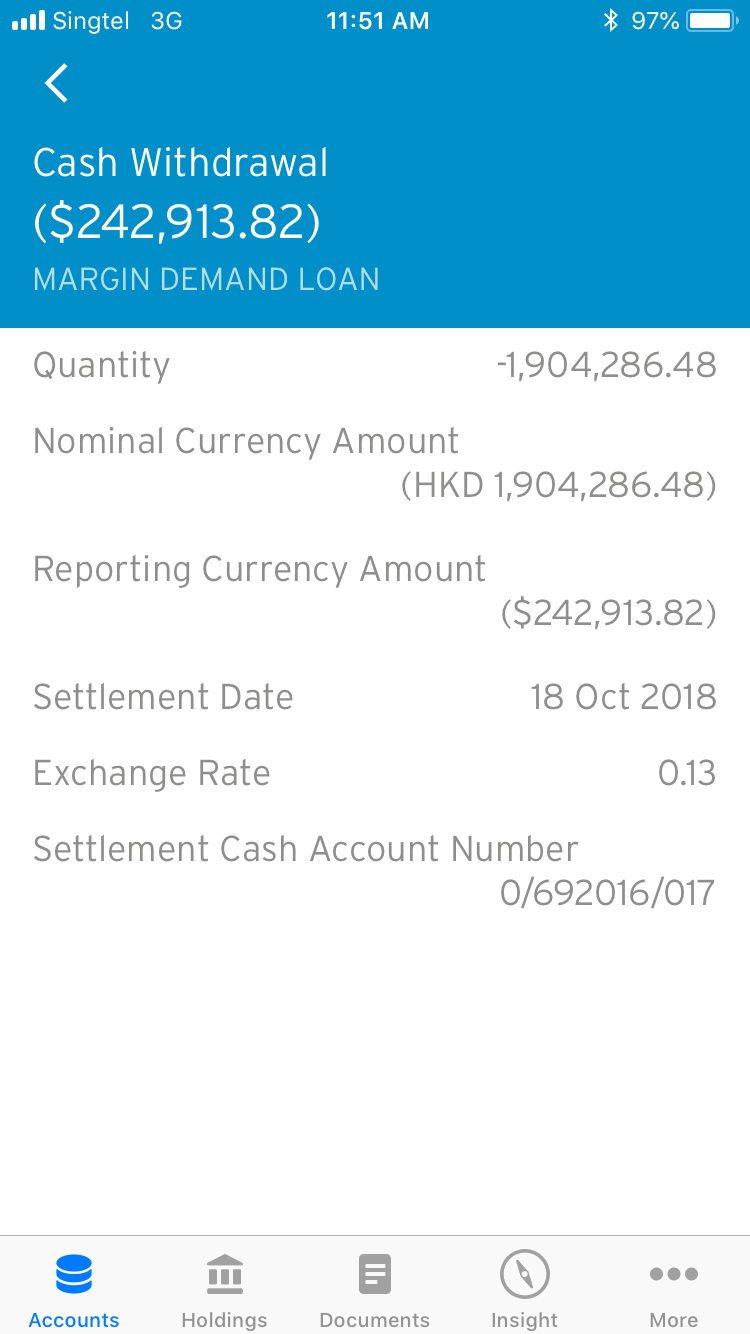 Singtel 3G 11:51 AM 97%
Cash Withdrawal
($242,913.82)
MARGIN DEMAND LOAN
Quantity -1,904,286.48
Nominal Currency Amount
(HKD 1,904,286.48)
Reporting Currency Amount
($242,913.82)
Settlement Date 18 Oct 2018
Exchange Rate 0.13
Settlement Cash Account Number
0/692016/017
Accounts Holdings Documents Insight More